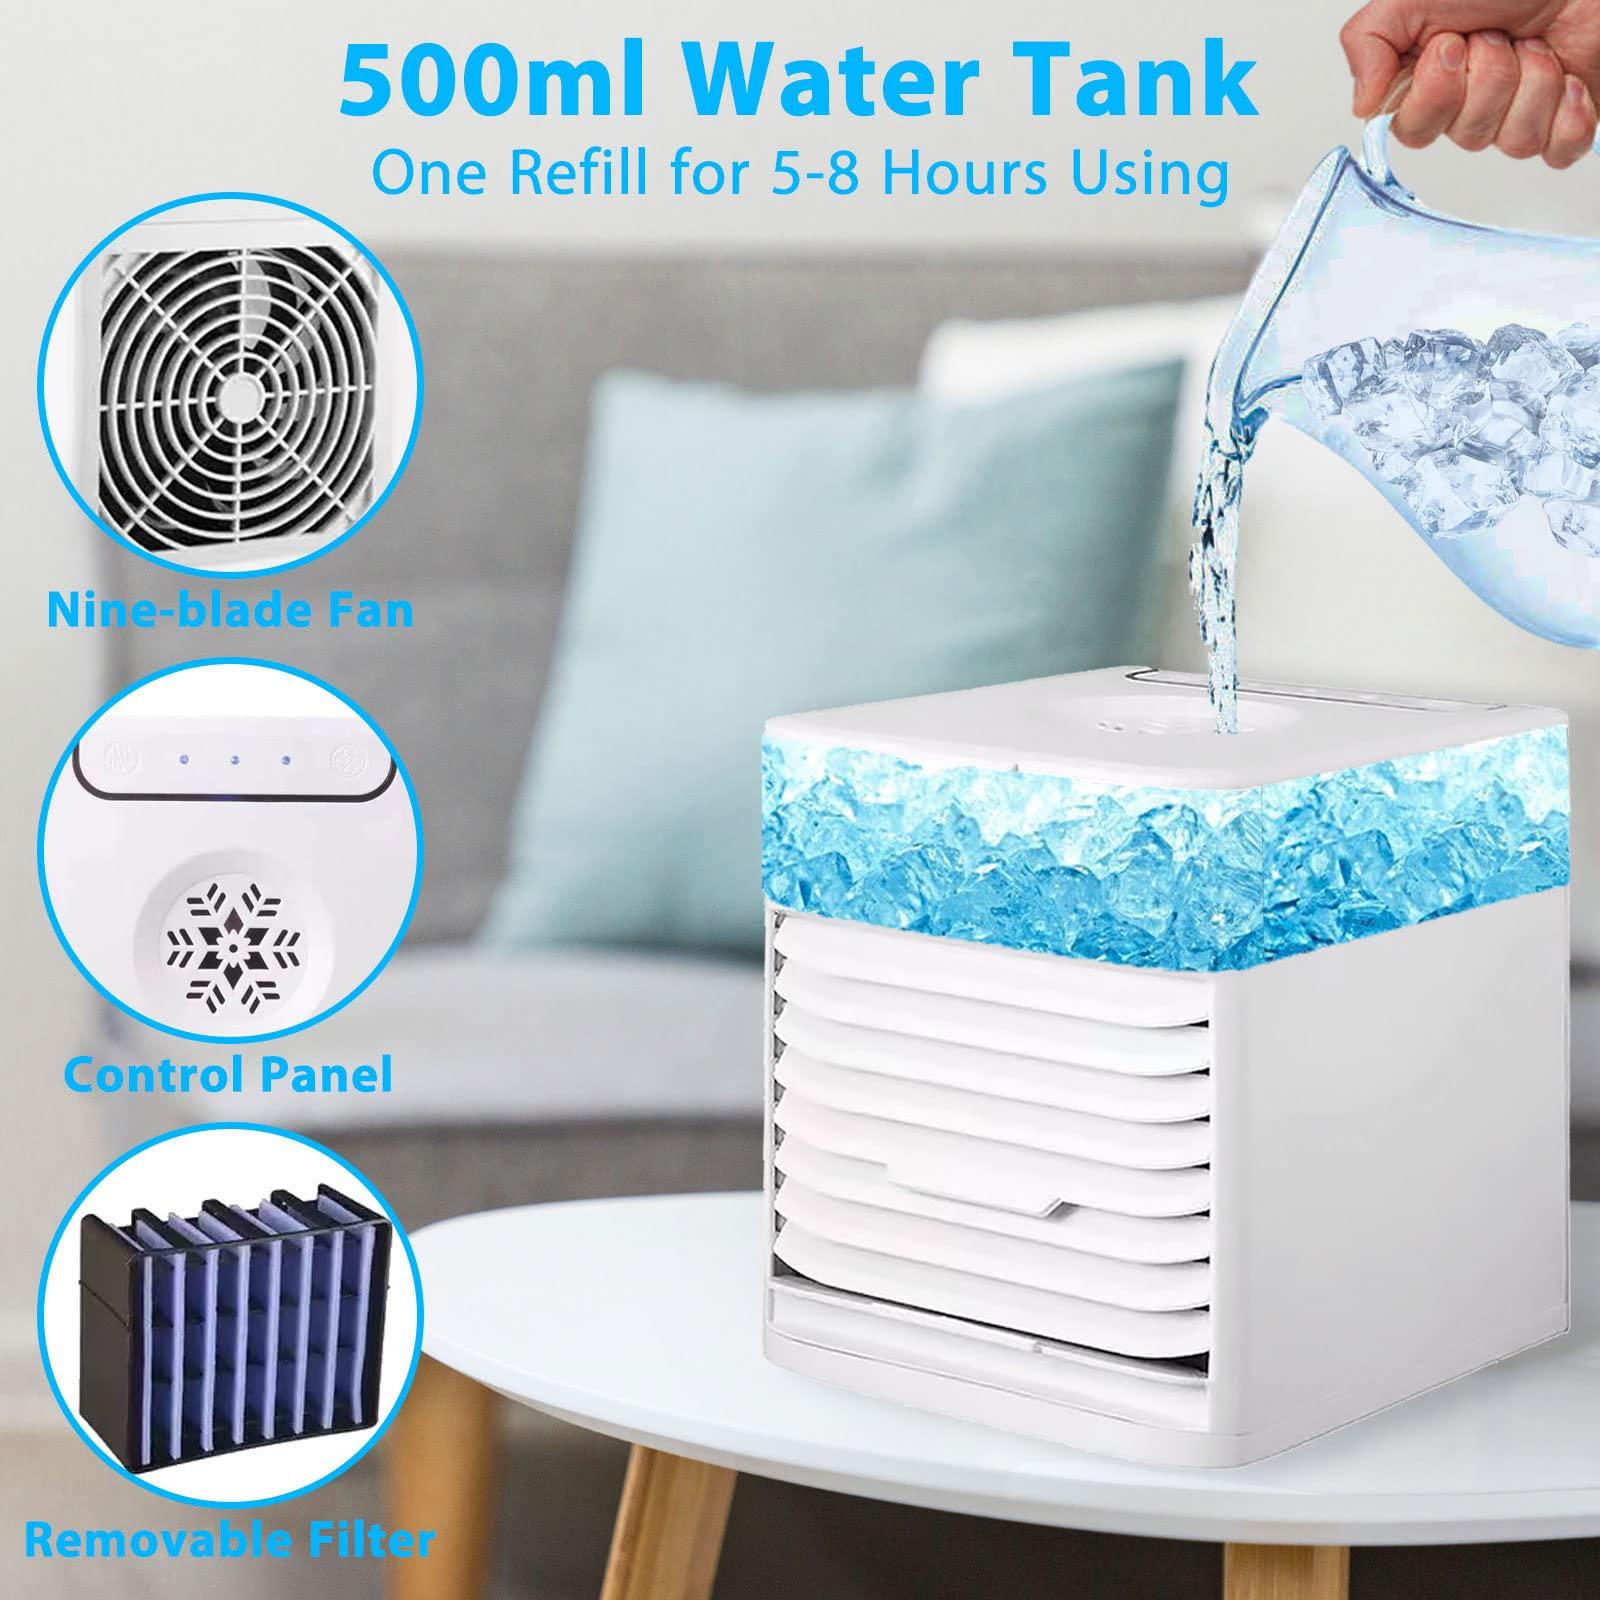 500ml Water Tank
One Refill for 5-8 Hours Using
Nine-blade Fan
Control Panel
Removable Filter